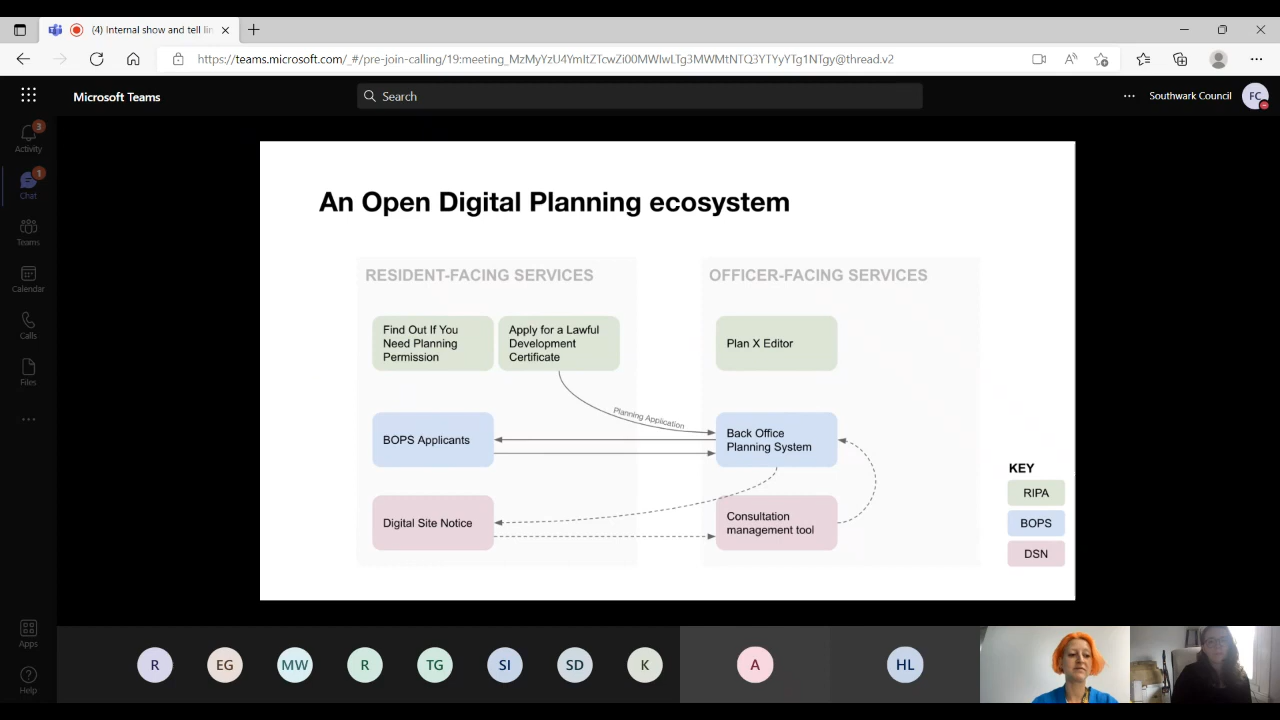 (4) Internal show and tell lin
https://teams.microsoft.com/_#/pre-join-calling/19:meeting_MzMyYzU4YmItZTcwZi00MWIwLTg3MWMtNTQ3YTYyYTg1NTgy@thread.v2
Microsoft Teams
Search
Southwark Council
FC
3
Activity
1
Chat
Teams
Calendar
Calls
Files
Apps
Help
An Open Digital Planning ecosystem
RESIDENT-FACING SERVICES
OFFICER-FACING SERVICES
Find Out If You
Need Planning
Permission
Apply for a Lawful
Development
Certificate
Plan X Editor
Planning Application
BOPS Applicants
Back Office
Planning System
Digital Site Notice
Consultation
management tool
KEY
RIPA
BOPS
DSN
R
EG
MW
R
TG
SI
SD
K
A
HL